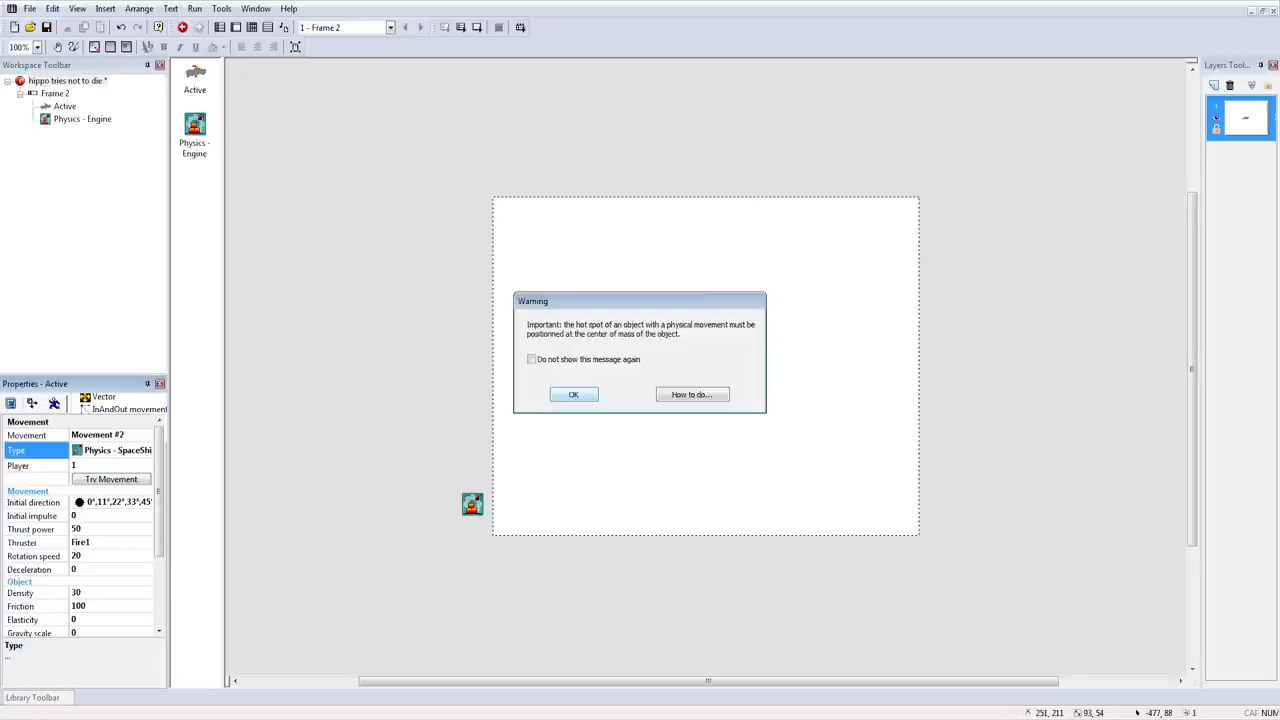 File Edit View Insert Arrange Text Run Tools Window Help
1 - Frame 2
100%
Workspace Toolbar
hippo tries not to die *
Frame 2
Active
Physics - Engine
Active
Physics -
Engine
Layers Tool...
1
Warning
Important: the hot spot of an object with a physical movement must be
positionned at the center of mass of the object.
Do not show this message again
OK
How to do...
Properties - Active
Vector
InAndOut movement
Movement
Movement Movement #2
Type Physics - SpaceShi
Player 1
Try Movement
Movement
Initial direction 0°,11°,22°,33°,45°
Initial impulse 0
Thrust power 50
Thruster Fire1
Rotation speed 20
Deceleration 0
Object
Density 30
Friction 100
Elasticity 0
Gravity scale 0
Type
...
Library Toolbar
251, 211 93, 54 -477, 88 1 CAP NUM